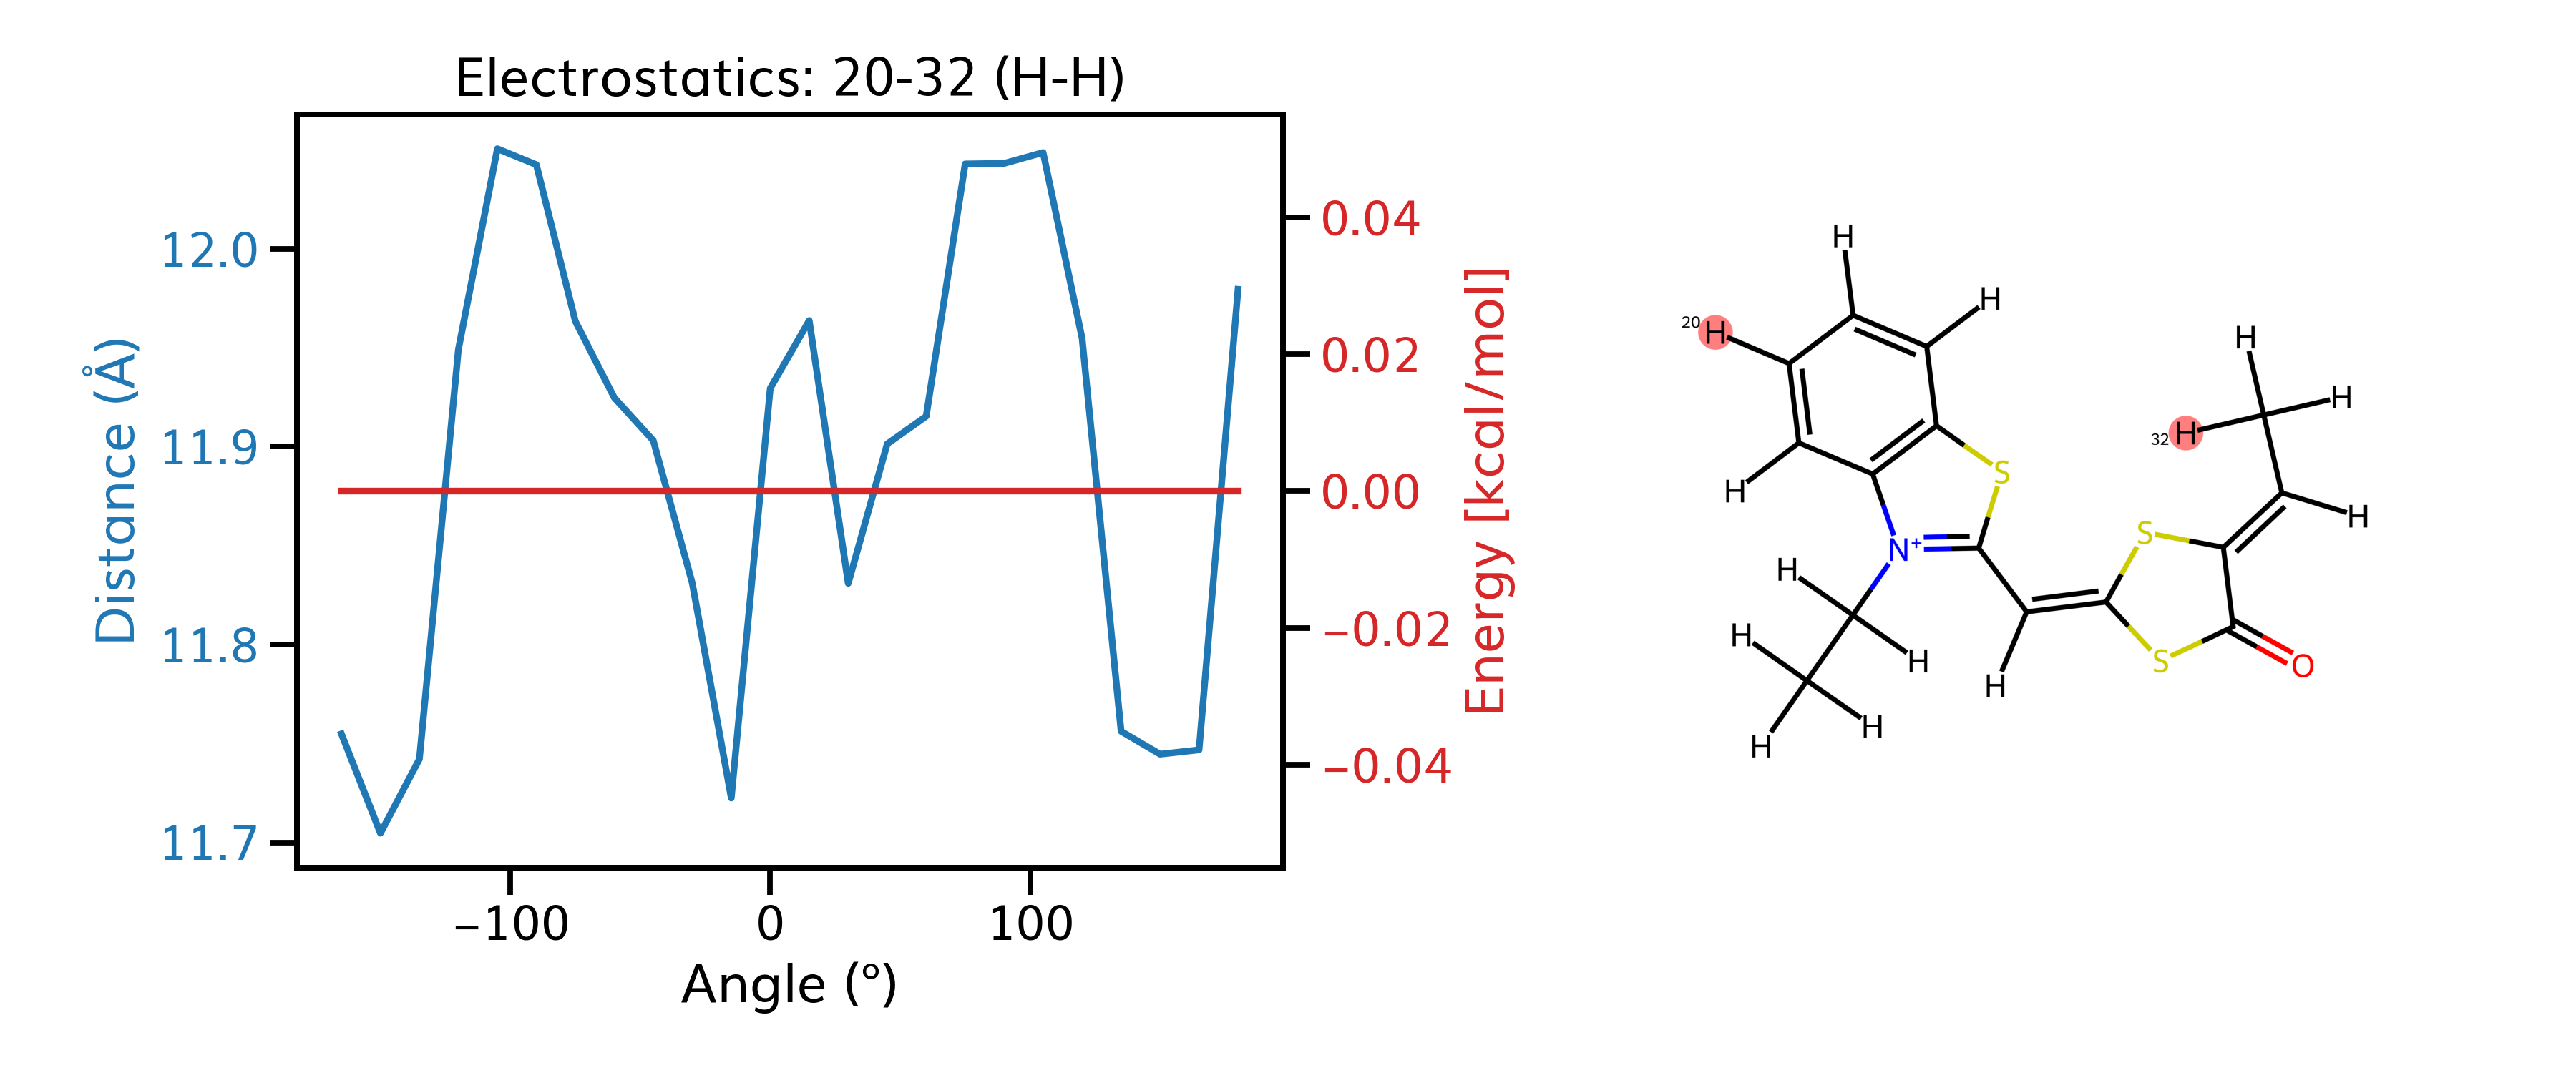 Electrostatics: 20-32 (H-H)
12.0
11.9
11.8
11.7
Distance (Å)
−100
0
100
Angle (°)
0.04
0.02
0.00
−0.02
−0.04
Energy [kcal/mol]
H
H
20 H
H
H
32 H
S
H
S
H
N+
H
H
H
S
O
H
H
H